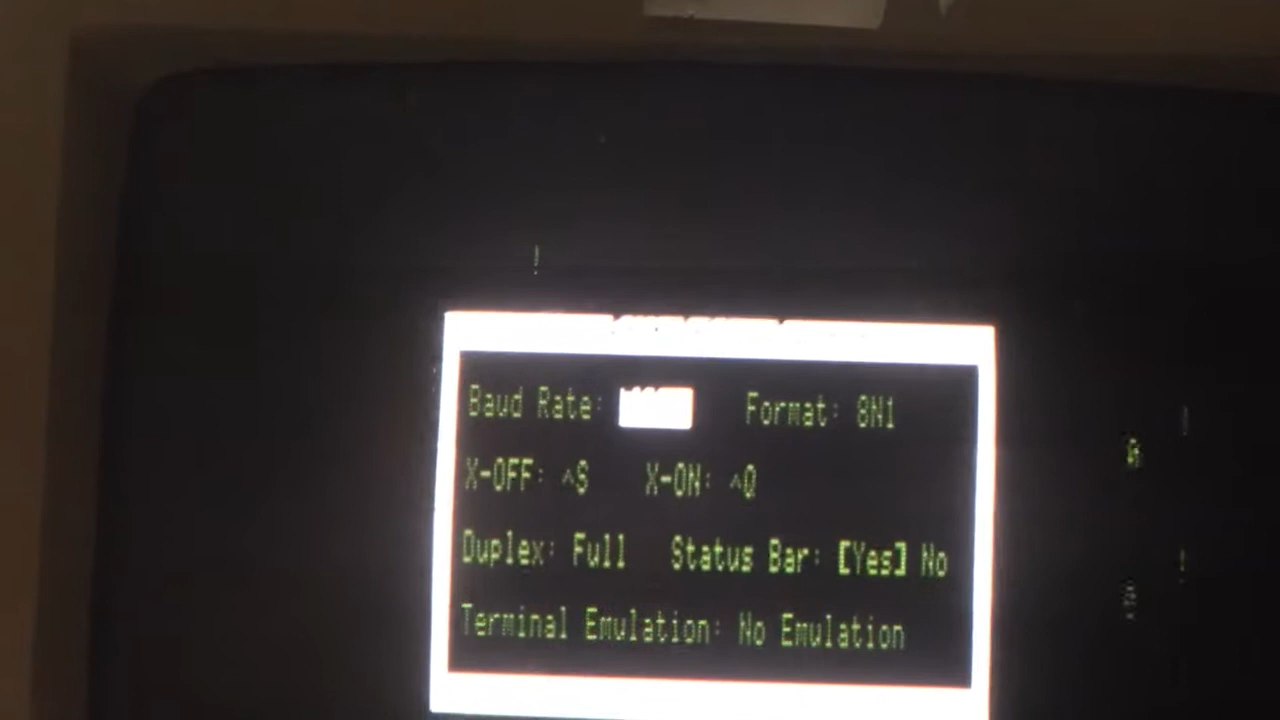 Baud Rate: Format: 8N1
X-OFF: ^S X-ON: ^Q
Duplex: Full Status Bar: [Yes] No
Terminal Emulation: No Emulation